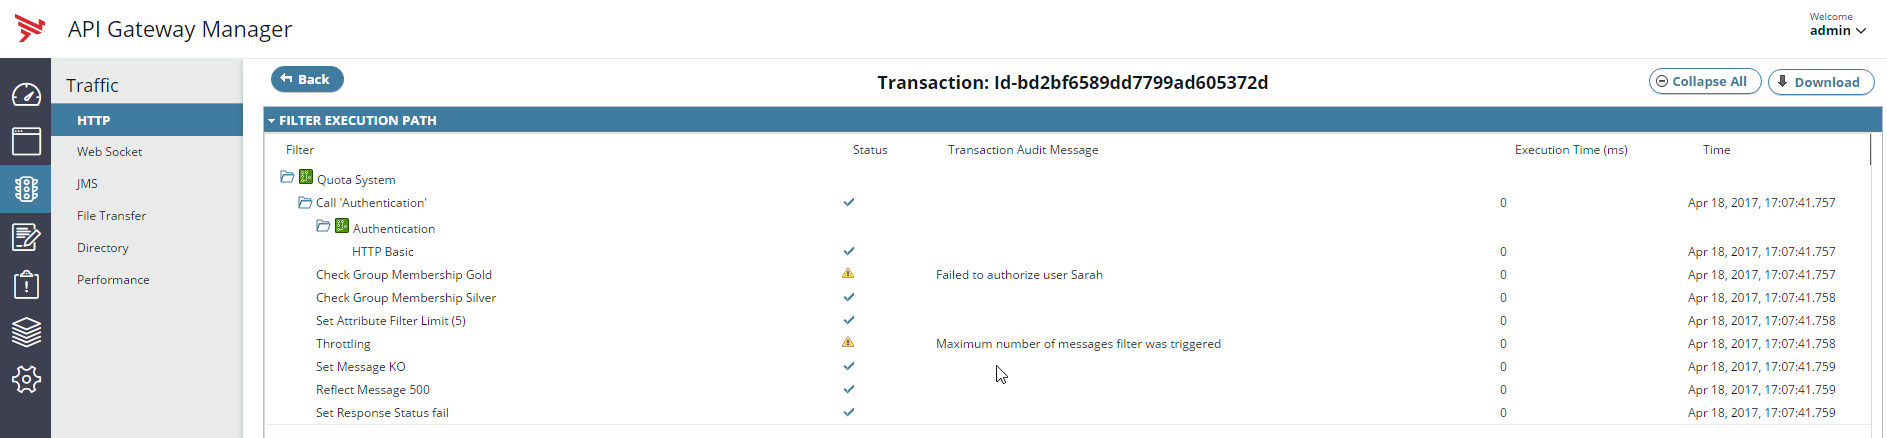 API Gateway Manager
Welcome
admin
Traffic
HTTP
Web Socket
JMS
File Transfer
Directory
Performance
Back
Transaction: Id-bd2bf6589dd7799ad605372d
Collapse All
Download
FILTER EXECUTION PATH
Filter Status Transaction Audit Message Execution Time (ms) Time
Quota System
Call 'Authentication' 0 Apr 18, 2017, 17:07:41.757
Authentication
HTTP Basic 0 Apr 18, 2017, 17:07:41.757
Check Group Membership Gold Failed to authorize user Sarah 0 Apr 18, 2017, 17:07:41.757
Check Group Membership Silver 0 Apr 18, 2017, 17:07:41.758
Set Attribute Filter Limit (5) 0 Apr 18, 2017, 17:07:41.758
Throttling Maximum number of messages filter was triggered 0 Apr 18, 2017, 17:07:41.758
Set Message KO 0 Apr 18, 2017, 17:07:41.759
Reflect Message 500 0 Apr 18, 2017, 17:07:41.759
Set Response Status fail 0 Apr 18, 2017, 17:07:41.759